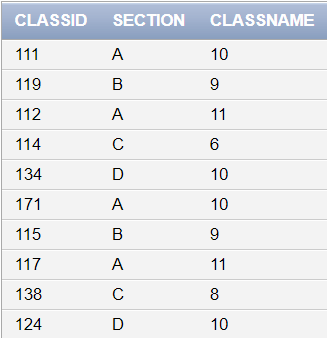 CLASSID SECTION CLASSNAME
111 A 10
119 B 9
112 A 11
114 C 6
134 D 10
171 A 10
115 B 9
117 A 11
138 C 8
124 D 10